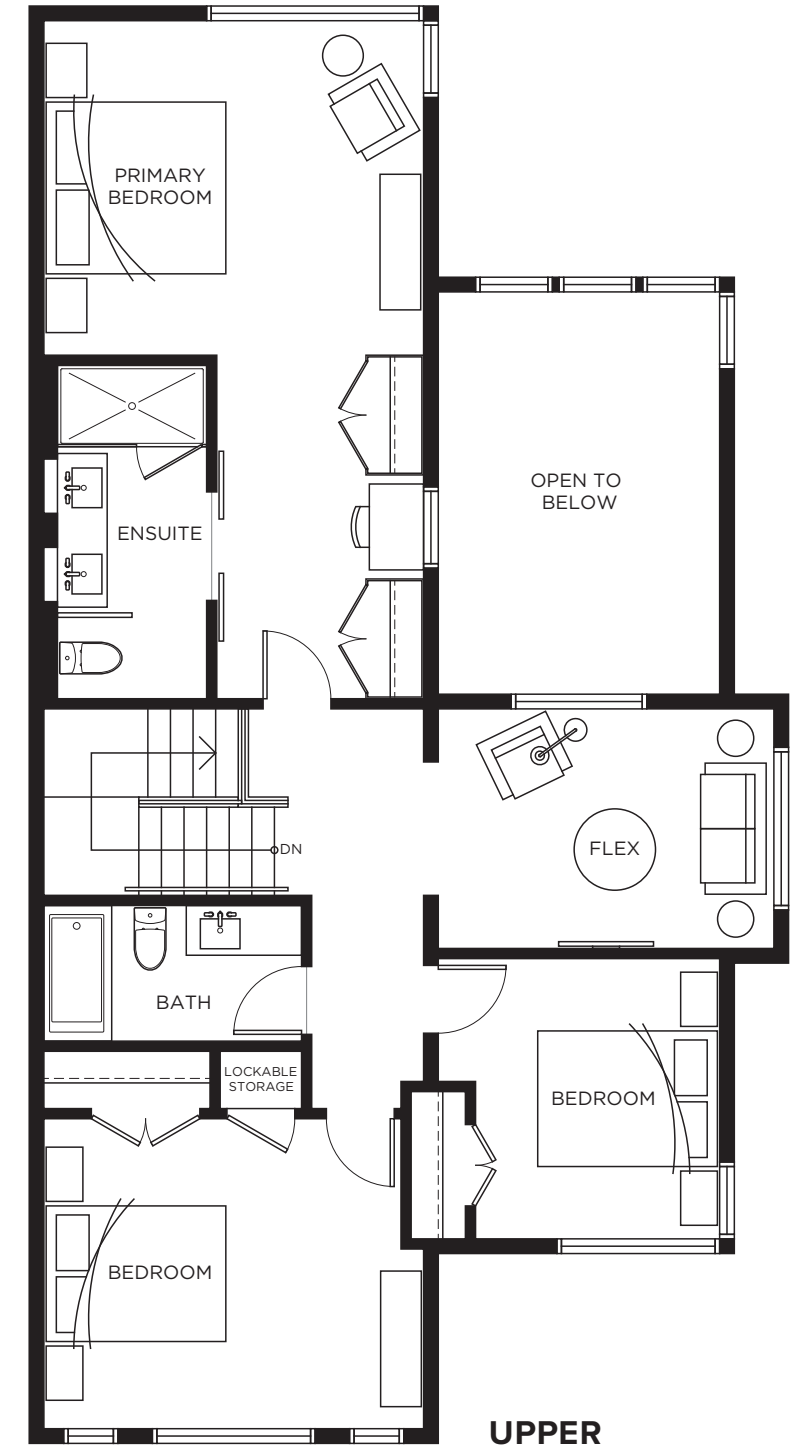 PRIMARY
BEDROOM
OPEN TO
BELOW
ENSUITE
DN
FLEX
BATH
LOCKABLE
STORAGE
BEDROOM
BEDROOM
UPPER